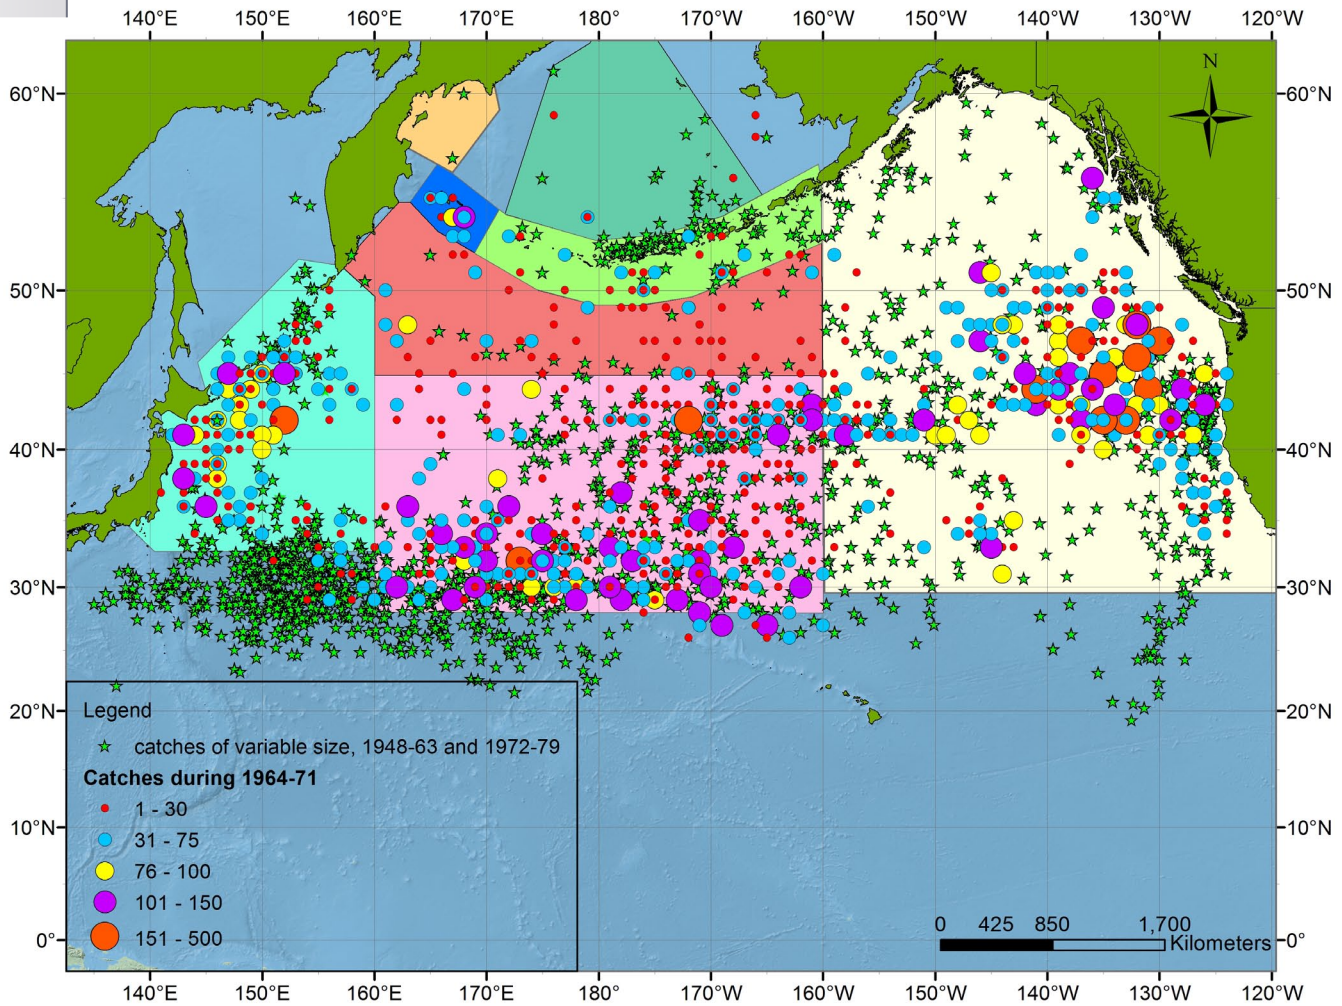 140°E 150°E 160°E 170°E 180° 170°W 160°W 150°W 140°W 130°W 120°W
N
60°N 60°N
50°N 50°N
40°N 40°N
30°N 30°N
20°N 20°N
10°N 10°N
0° 0°
Legend
catches of variable size, 1948-63 and 1972-79
Catches during 1964-71
1 - 30
31 - 75
76 - 100
101 - 150
151 - 500
0 425 850 1,700
Kilometers
140°E 150°E 160°E 170°E 180° 170°W 160°W 150°W 140°W 130°W 120°W